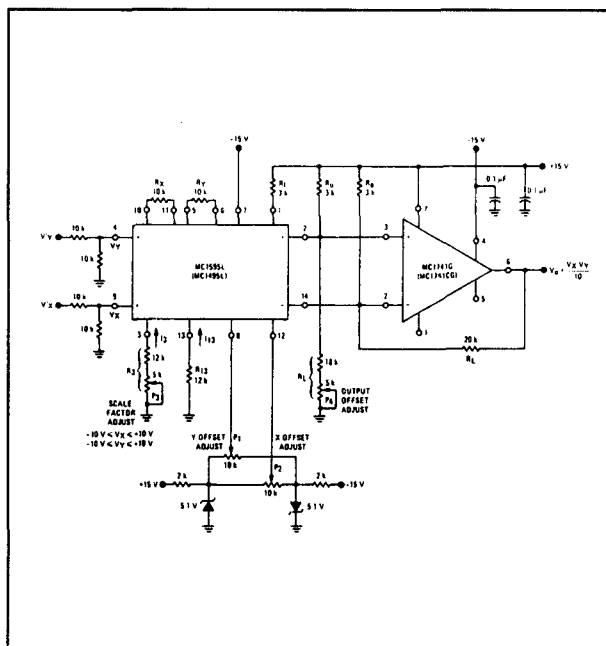 -15 V
-15 V
+15 V
RX
10 k
RY
10 k
R1
3 k
RU
3 k
RO
3 k
0.1 µF
0.1 µF
10 11 5 6 7 1
7
4
V'Y
10 k
4
VY
10 k
2
3
MC1595L
(MC1495L)
MC1741G
(MC1741CG)
6
VO = VX VY
10
5
V'X
10 k
9
VX
10 k
14
2
1
3
I3
13
I13
8
12
20 k
RL
R3
12 k
5 k
P3
R13
12 k
RL
18 k
5 k
P4
OUTPUT
OFFSET
ADJUST
SCALE
FACTOR
ADJUST
-10 V ≤ VX ≤ +10 V
-10 V ≤ VY ≤ +10 V
Y OFFSET
ADJUST
P1
10 k
X OFFSET
ADJUST
P2
10 k
+15 V
2 k
2 k
-15 V
5.1 V
5.1 V